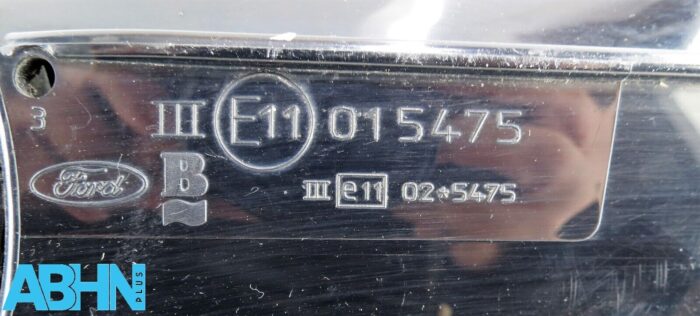 III E11 015475
3
Ford B
III e11 02*5475
ABHN PLUS